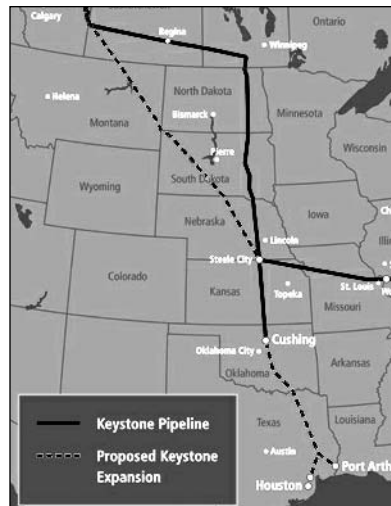 Calgary
Regina
Winnipeg
Ontario
Helena
Montana
North Dakota
Bismarck
Minnesota
Pierre
South Dakota
Wisconsin
Wyoming
Iowa
Nebraska
Lincoln
Steele City
Colorado
Kansas
Topeka
St. Louis
Missouri
Cushing
Oklahoma City
Oklahoma
Arkansas
Texas
Louisiana
Austin
Port Arth
Houston
Keystone Pipeline
Proposed Keystone
Expansion